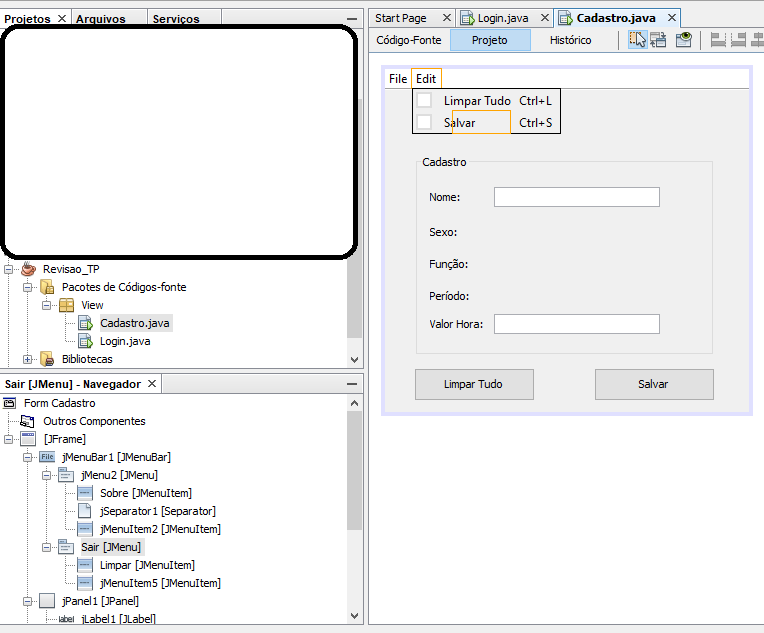 Projetos
Arquivos
Serviços
Revisao_TP
Pacotes de Códigos-fonte
View
Cadastro.java
Login.java
Bibliotecas
Sair [JMenu] - Navegador
Form Cadastro
Outros Componentes
[JFrame]
jMenuBar1 [JMenuBar]
jMenu2 [JMenu]
Sobre [JMenuItem]
jSeparator1 [Separator]
jMenuItem2 [JMenuItem]
Sair [JMenu]
Limpar [JMenuItem]
jMenuItem5 [JMenuItem]
jPanel1 [JPanel]
jLabel1 [JLabel]
Start Page
Login.java
Cadastro.java
Código-Fonte
Projeto
Histórico
File Edit
Limpar Tudo Ctrl+L
Salvar Ctrl+S
Cadastro
Nome:
Sexo:
Função:
Período:
Valor Hora:
Limpar Tudo
Salvar